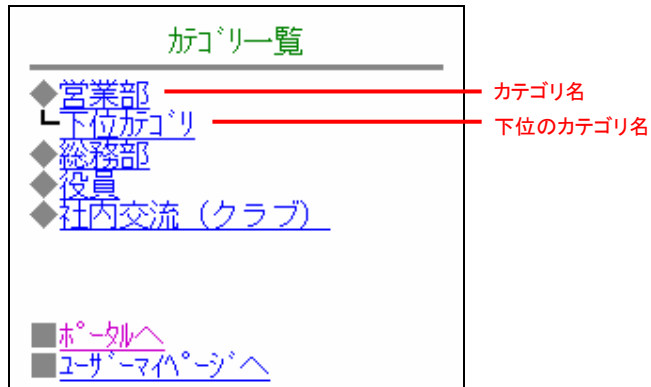 ｶﾃｺﾞﾘ一覧
◆営業部
カテゴリ名
┗下位ｶﾃｺﾞﾘ
下位のカテゴリ名
◆総務部
◆役員
◆社内交流（クラブ）
■ﾎﾟｰﾀﾙへ
■ﾕｰｻﾞｰﾏｲﾍﾟｰｼﾞへ